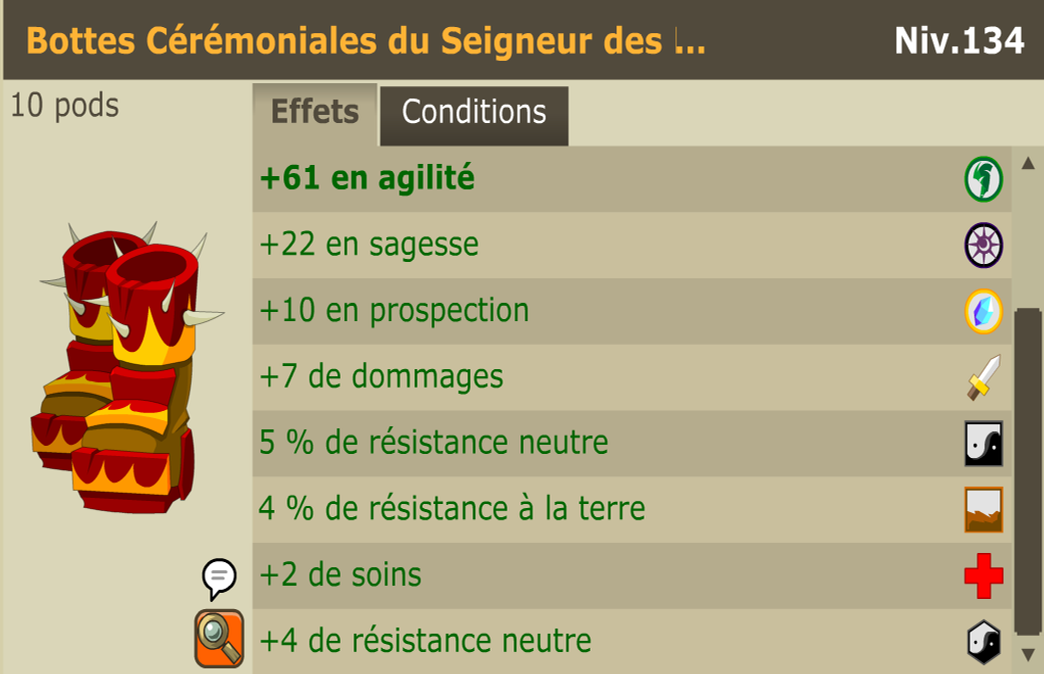 Bottes Cérémoniales du Seigneur des ...
Niv.134
10 pods
Effets
Conditions
+61 en agilité
+22 en sagesse
+10 en prospection
+7 de dommages
5 % de résistance neutre
4 % de résistance à la terre
+2 de soins
+4 de résistance neutre